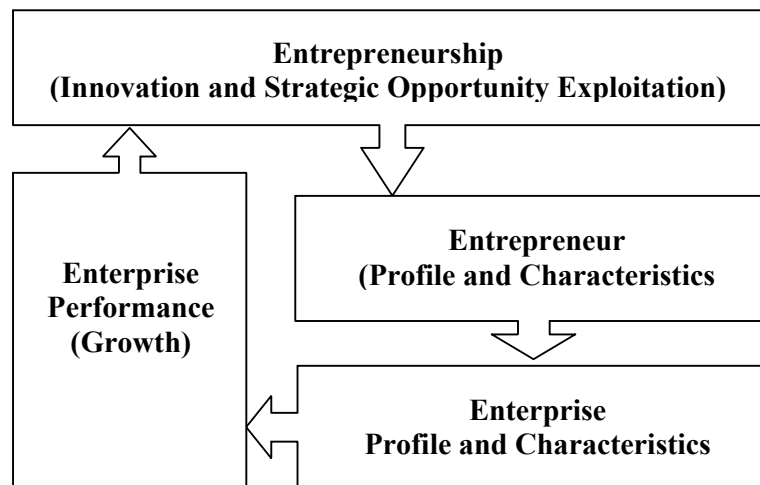 Entrepreneurship
(Innovation and Strategic Opportunity Exploitation)
Entrepreneur
(Profile and Characteristics
Enterprise
Performance
(Growth)
Enterprise
Profile and Characteristics